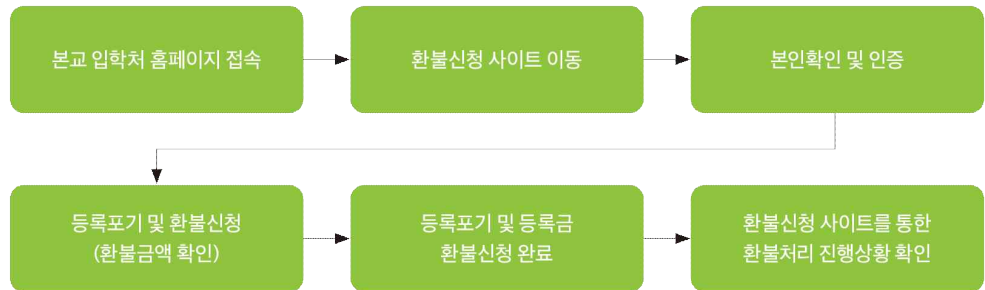 본교 입학처 홈페이지 접속
환불신청 사이트 이동
본인확인 및 인증
등록포기 및 환불신청
(환불금액 확인)
등록포기 및 등록금
환불신청 완료
환불신청 사이트를 통한
환불처리 진행상황 확인